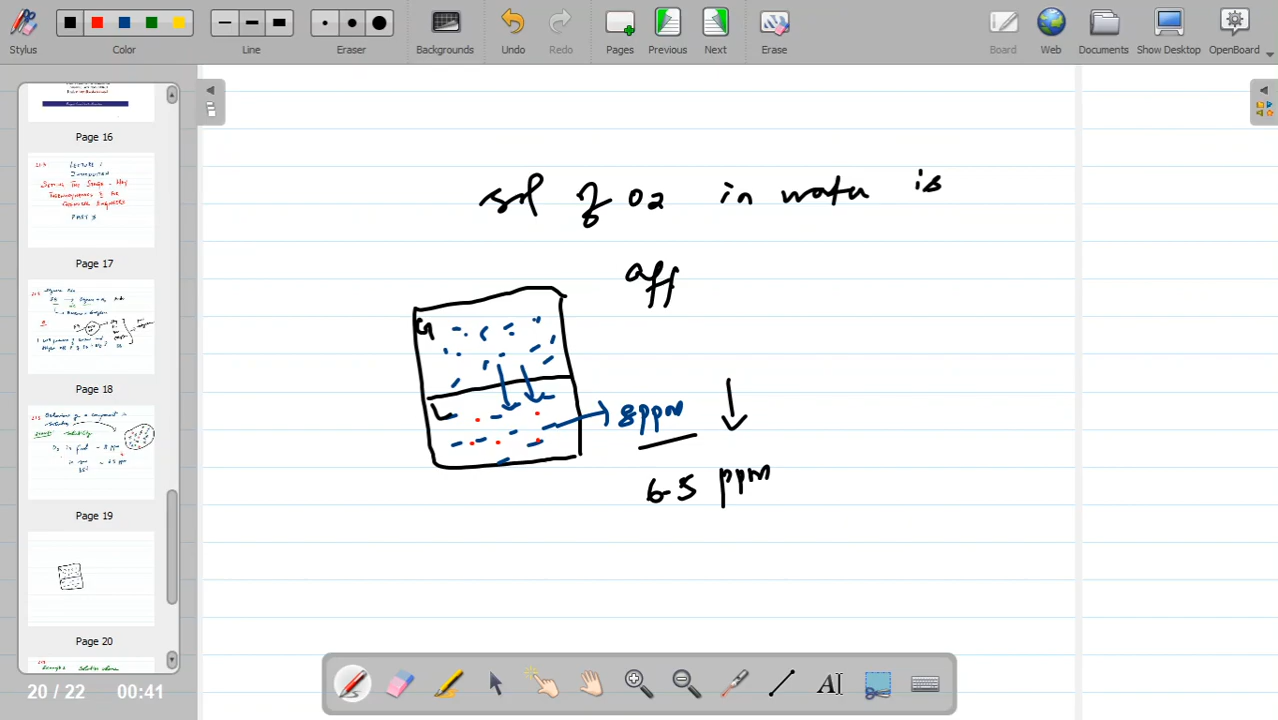 Stylus
Color
Line
Eraser
Backgrounds
Undo
Redo
Pages
Previous
Next
Erase
Board
Web
Documents
Show Desktop
OpenBoard
Page 16
Page 17
Page 18
Page 19
Page 20
sol of O2 in water is
aff
G
L
8ppm
6.5 ppm
20 / 22 00:41